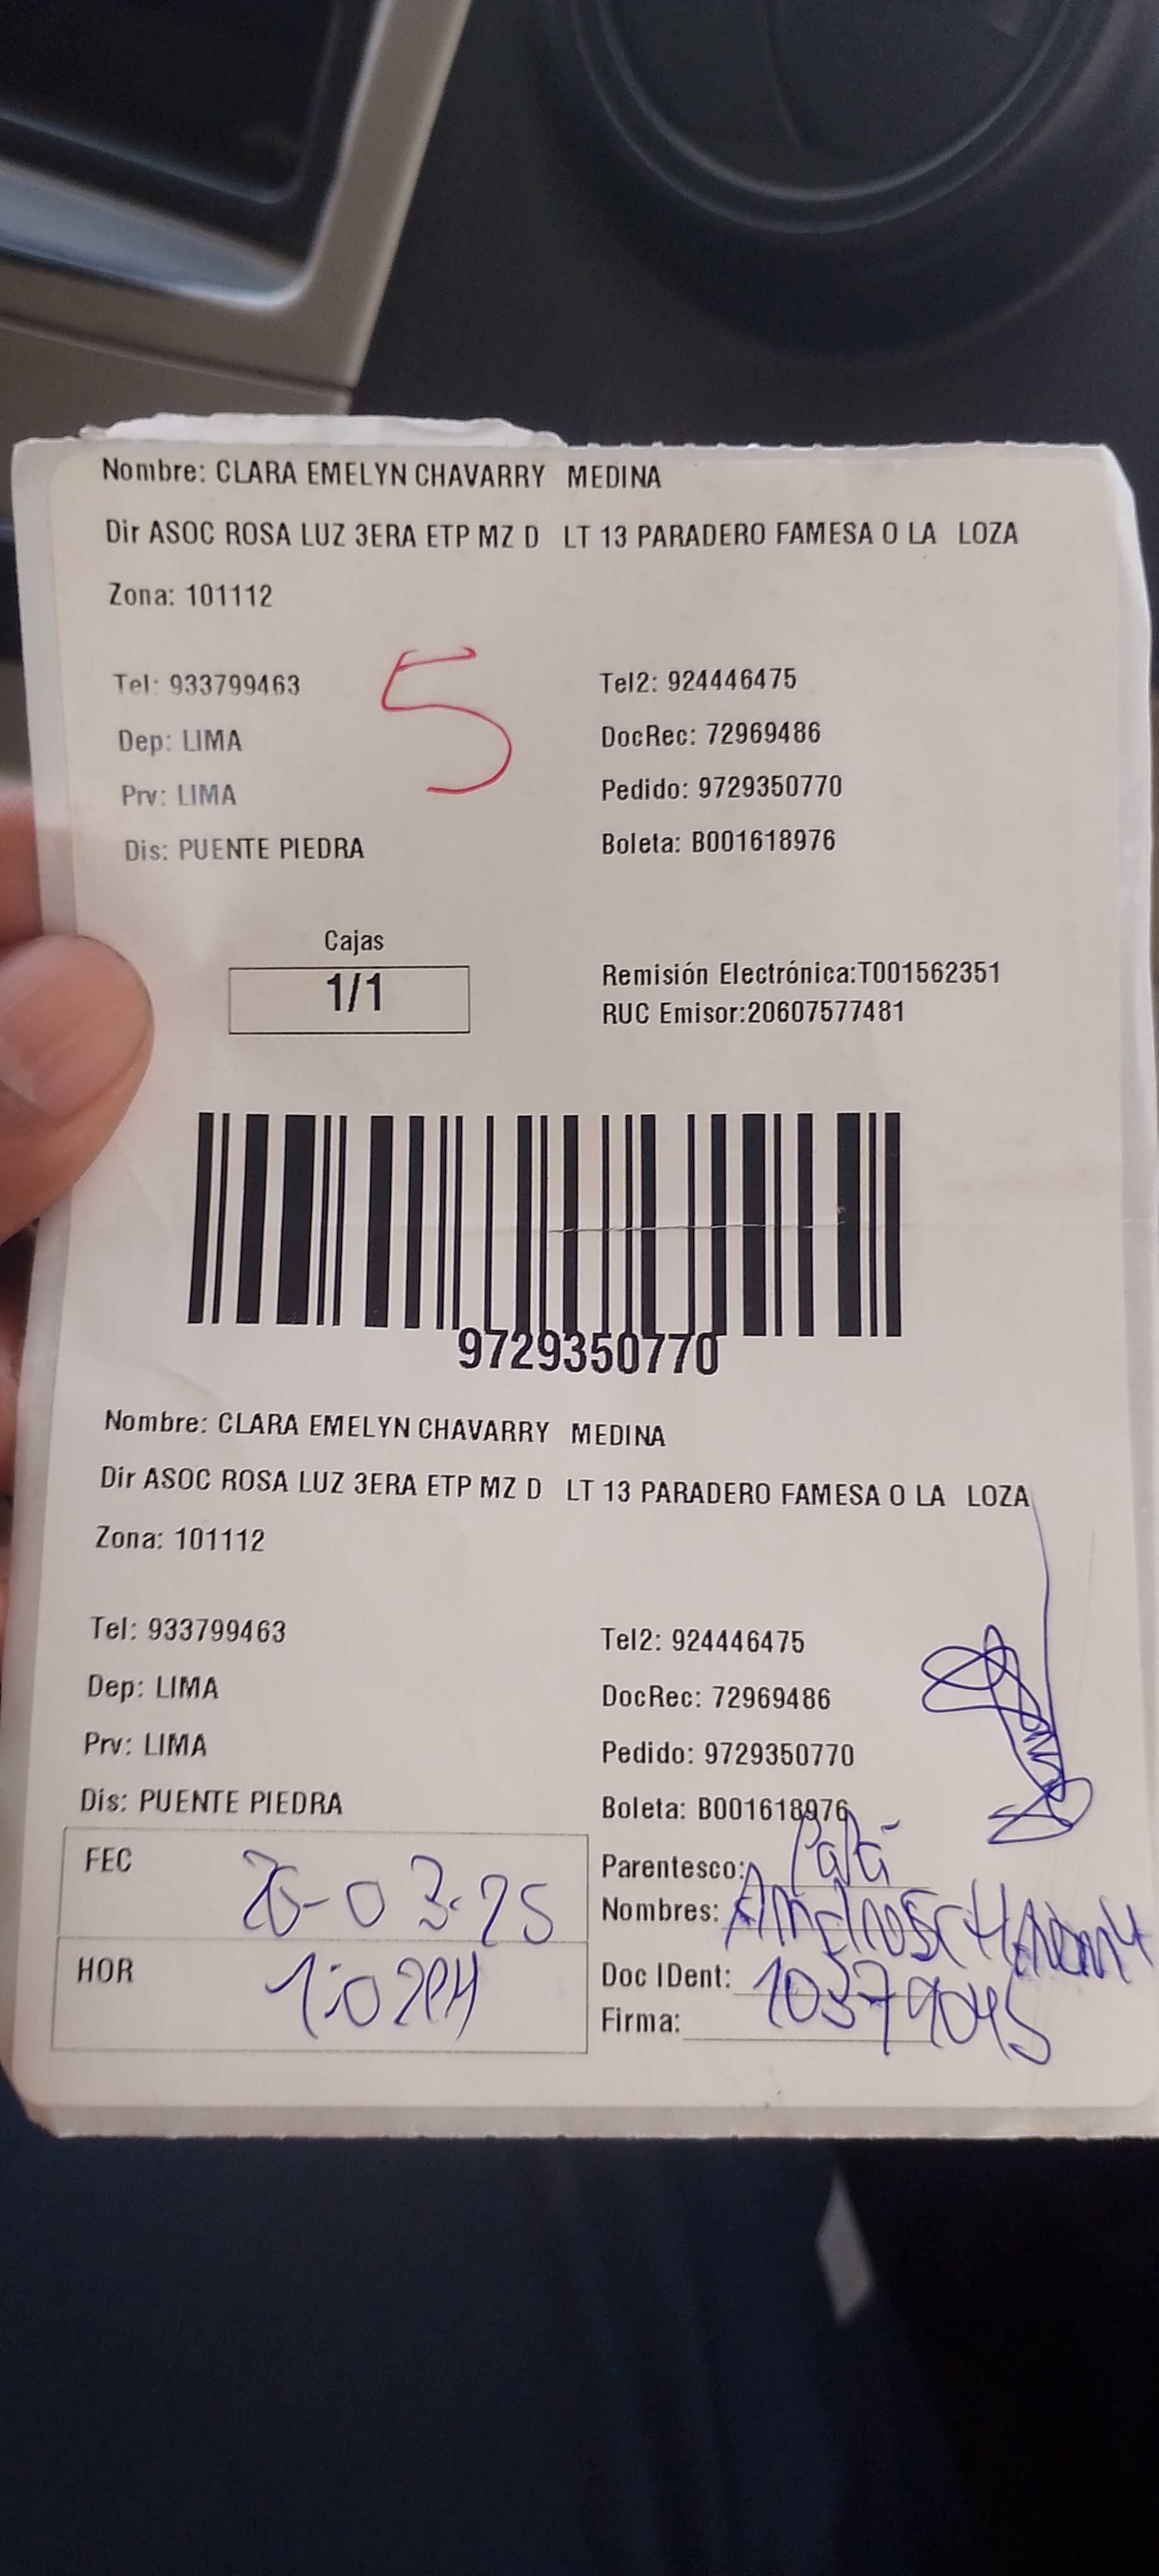 Nombre: CLARA EMELYN CHAVARRY MEDINA
Dir ASOC ROSA LUZ 3ERA ETP MZ D LT 13 PARADERO FAMESA O LA LOZA
Zona: 101112
5
Tel: 933799463 Tel2: 924446475
Dep: LIMA DocRec: 72969486
Prv: LIMA Pedido: 9729350770
Dis: PUENTE PIEDRA Boleta: B001618976
Cajas
1/1
Remisión Electrónica:T001562351
RUC Emisor:20607577481
9729350770
Nombre: CLARA EMELYN CHAVARRY MEDINA
Dir ASOC ROSA LUZ 3ERA ETP MZ D LT 13 PARADERO FAMESA O LA LOZA
Zona: 101112
Tel: 933799463 Tel2: 924446475
Dep: LIMA DocRec: 72969486
Prv: LIMA Pedido: 9729350770
Dis: PUENTE PIEDRA Boleta: B001618976
FEC
Parentesco: Papá
Nombres:
HOR 1:02PM
Doc IDent: 10379045
Firma: